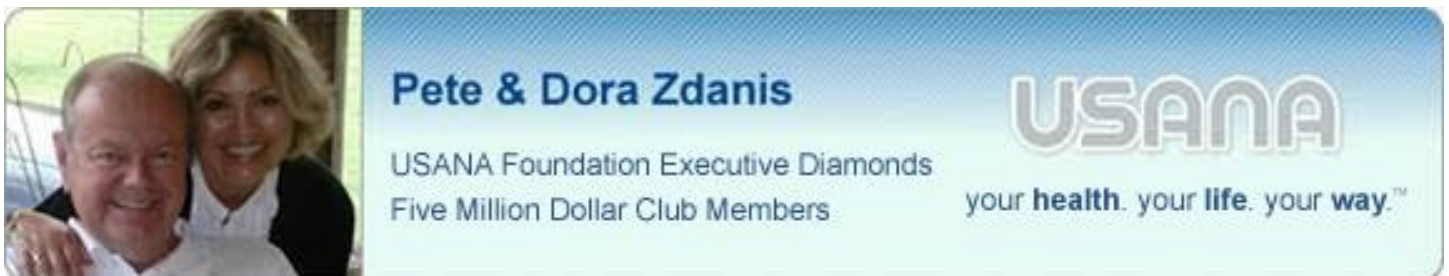 Pete & Dora Zdanis
USANA Foundation Executive Diamonds
Five Million Dollar Club Members
USANA
your health. your life. your way.™